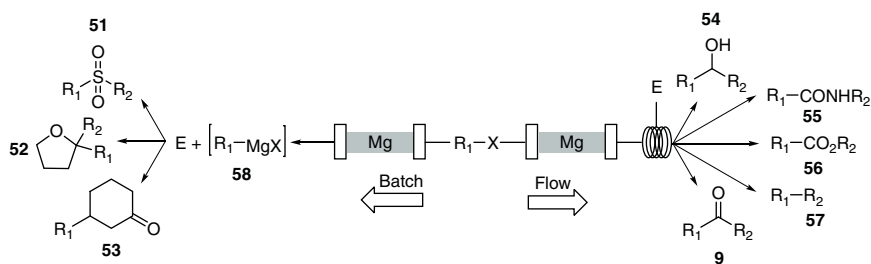 51
O
R1 S R2
O
52
O R2
R1
53
R1 O
E + [R1—MgX]
58
Mg
R1—X
Mg
Batch
Flow
E
54
OH
R1 R2
R1—CONHR2
55
R1—CO2R2
56
R1—R2
57
O
R1 R2
9